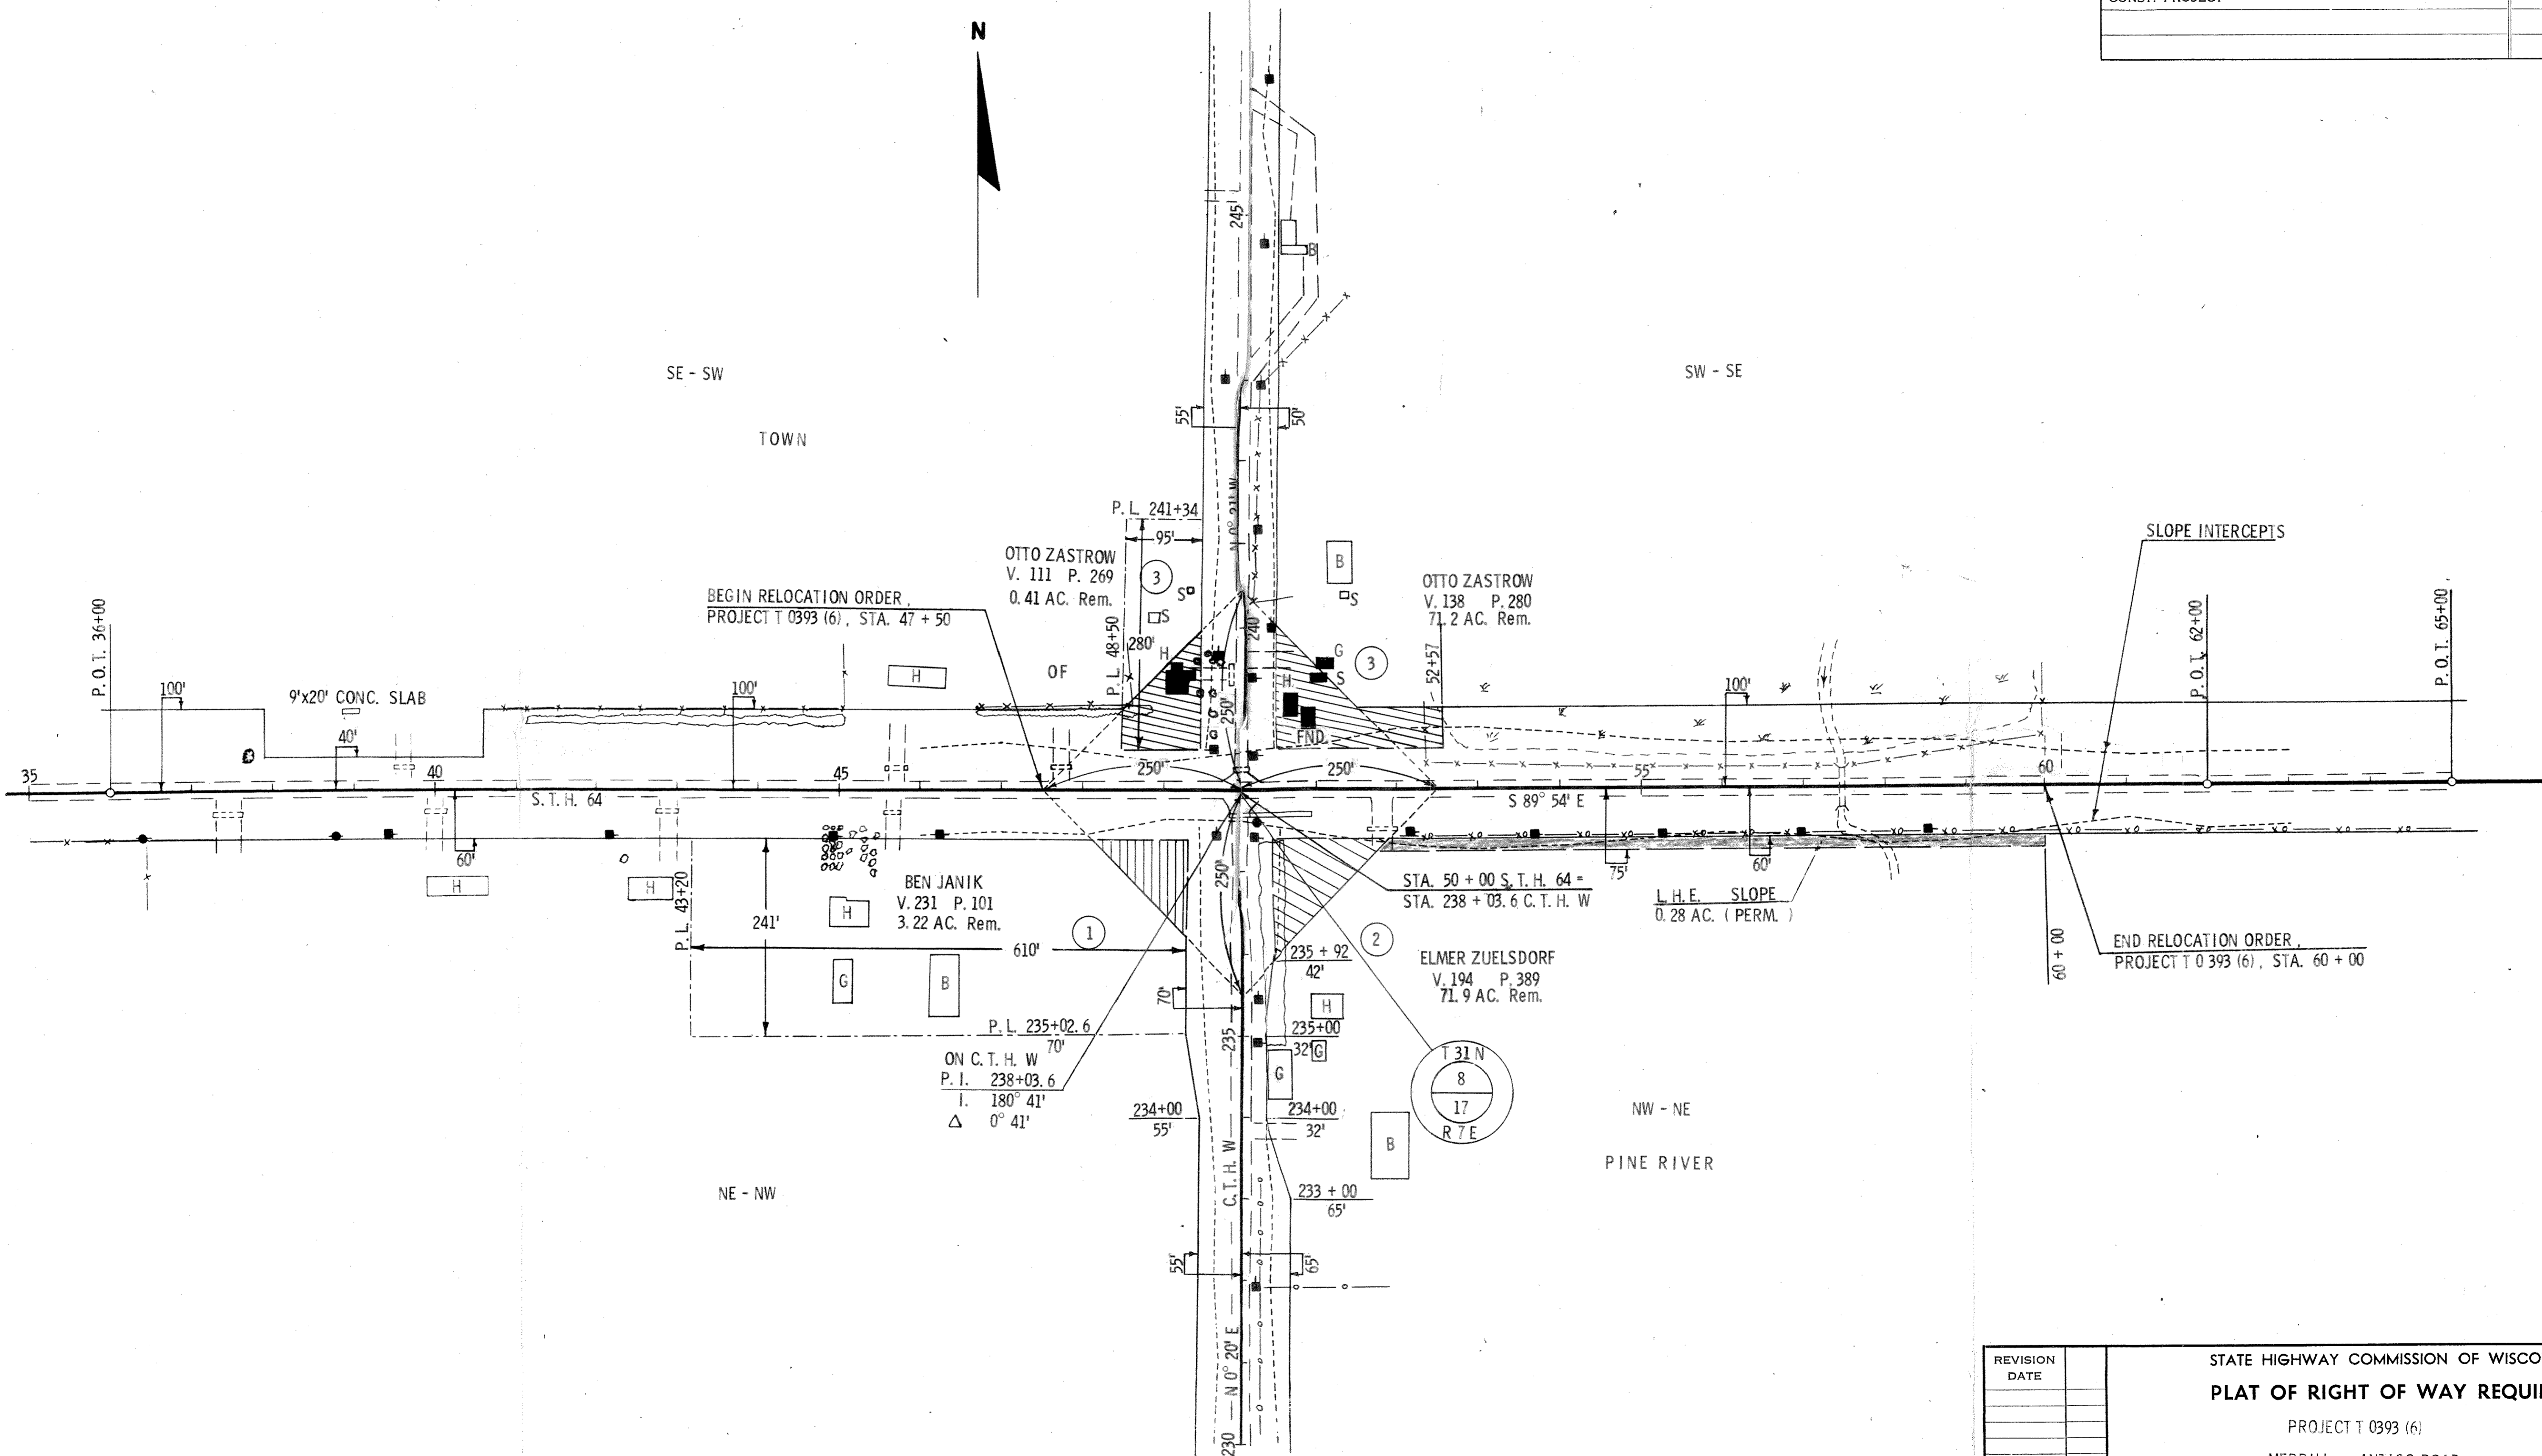 N
245'
B
SE - SW
SW - SE
55'
50'
TOWN
N 0° 21' W
P. L. 241+34
95'
SLOPE INTERCEPTS
OTTO ZASTROW
V. 111 P. 269
0.41 AC. Rem.
3
S
S
B
S
OTTO ZASTROW
V. 138 P. 280
71.2 AC. Rem.
BEGIN RELOCATION ORDER,
PROJECT T 0393 (6), STA. 47 + 50
P. O. T. 36+00
P. L. 48+50
280'
240
H
G
S
3
H
FND.
52+57
P. O. T. 62+00
P. O. T. 65+00
OF
H
100'
9'x20' CONC. SLAB
40'
100'
100'
250'
35
40
45
250'
250'
55
60
S. T. H. 64
S 89° 54' E
60'
75'
60'
P. L. 43+20
241'
H
H
H
BEN JANIK
V. 231 P. 101
3.22 AC. Rem.
610'
1
250'
STA. 50 + 00 S. T. H. 64 =
STA. 238 + 03.6 C. T. H. W
L. H. E. SLOPE
0.28 AC. ( PERM. )
2
60 + 00
END RELOCATION ORDER,
PROJECT T 0393 (6), STA. 60 + 00
235 + 92
42'
ELMER ZUELSDORF
V. 194 P. 389
71.9 AC. Rem.
G
B
70'
H
P. L. 235+02.6
70'
235
235+00
32'
G
G
ON C. T. H. W
P. I. 238+03.6
I. 180° 41'
Δ 0° 41'
T 31 N
8
17
R 7 E
234+00
55'
234+00
32'
B
NW - NE
PINE RIVER
NE - NW
C. T. H. W
233 + 00
65'
55'
65'
N 0° 20' E
230
REVISION
DATE
STATE HIGHWAY COMMISSION OF WISCO
PLAT OF RIGHT OF WAY REQUI
PROJECT T 0393 (6)